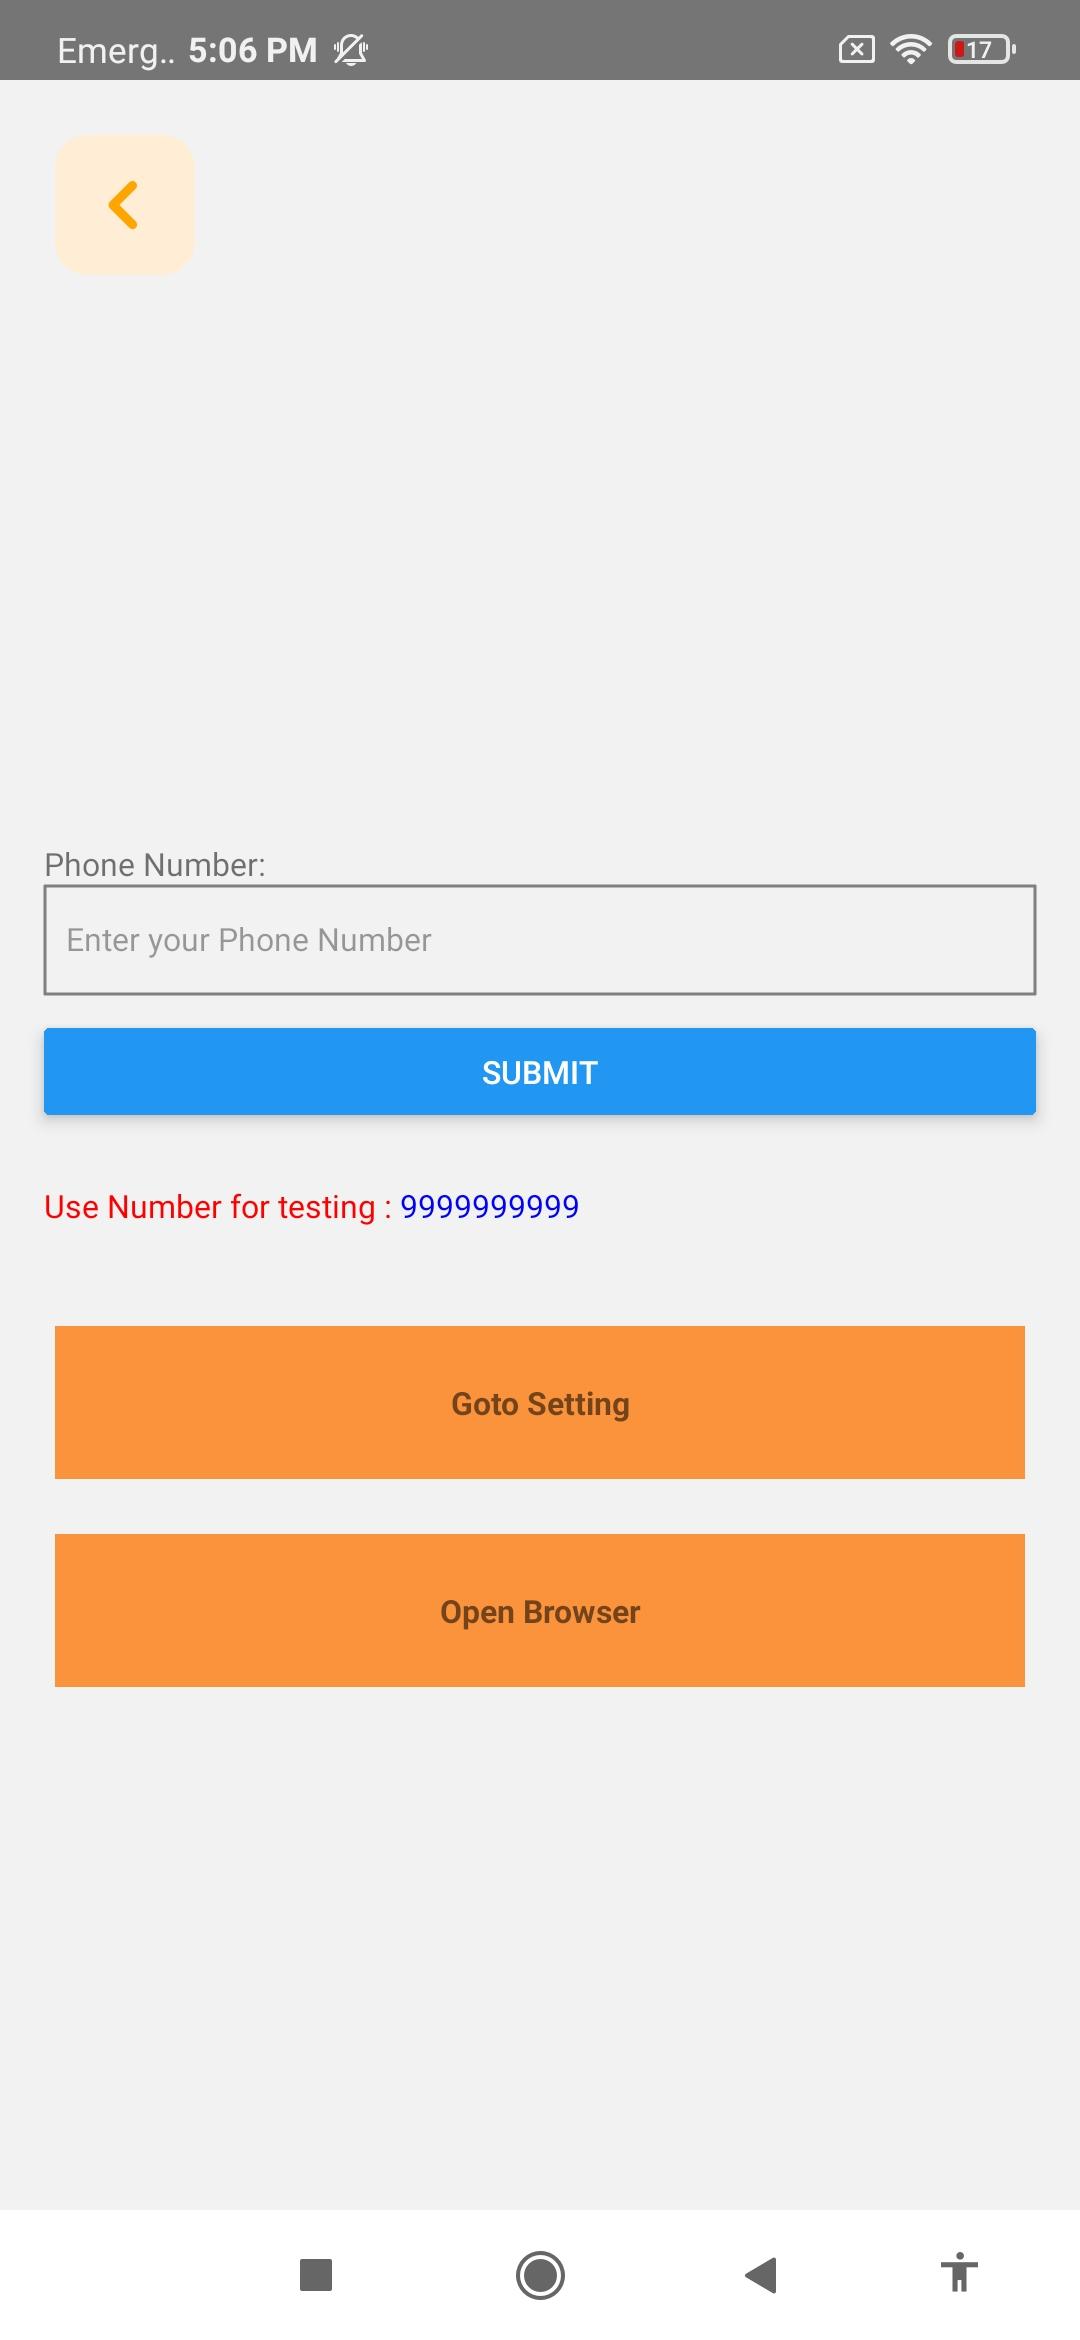 Emerg.. 5:06 PM 17
Phone Number:
Enter your Phone Number
SUBMIT
Use Number for testing : 9999999999
Goto Setting
Open Browser